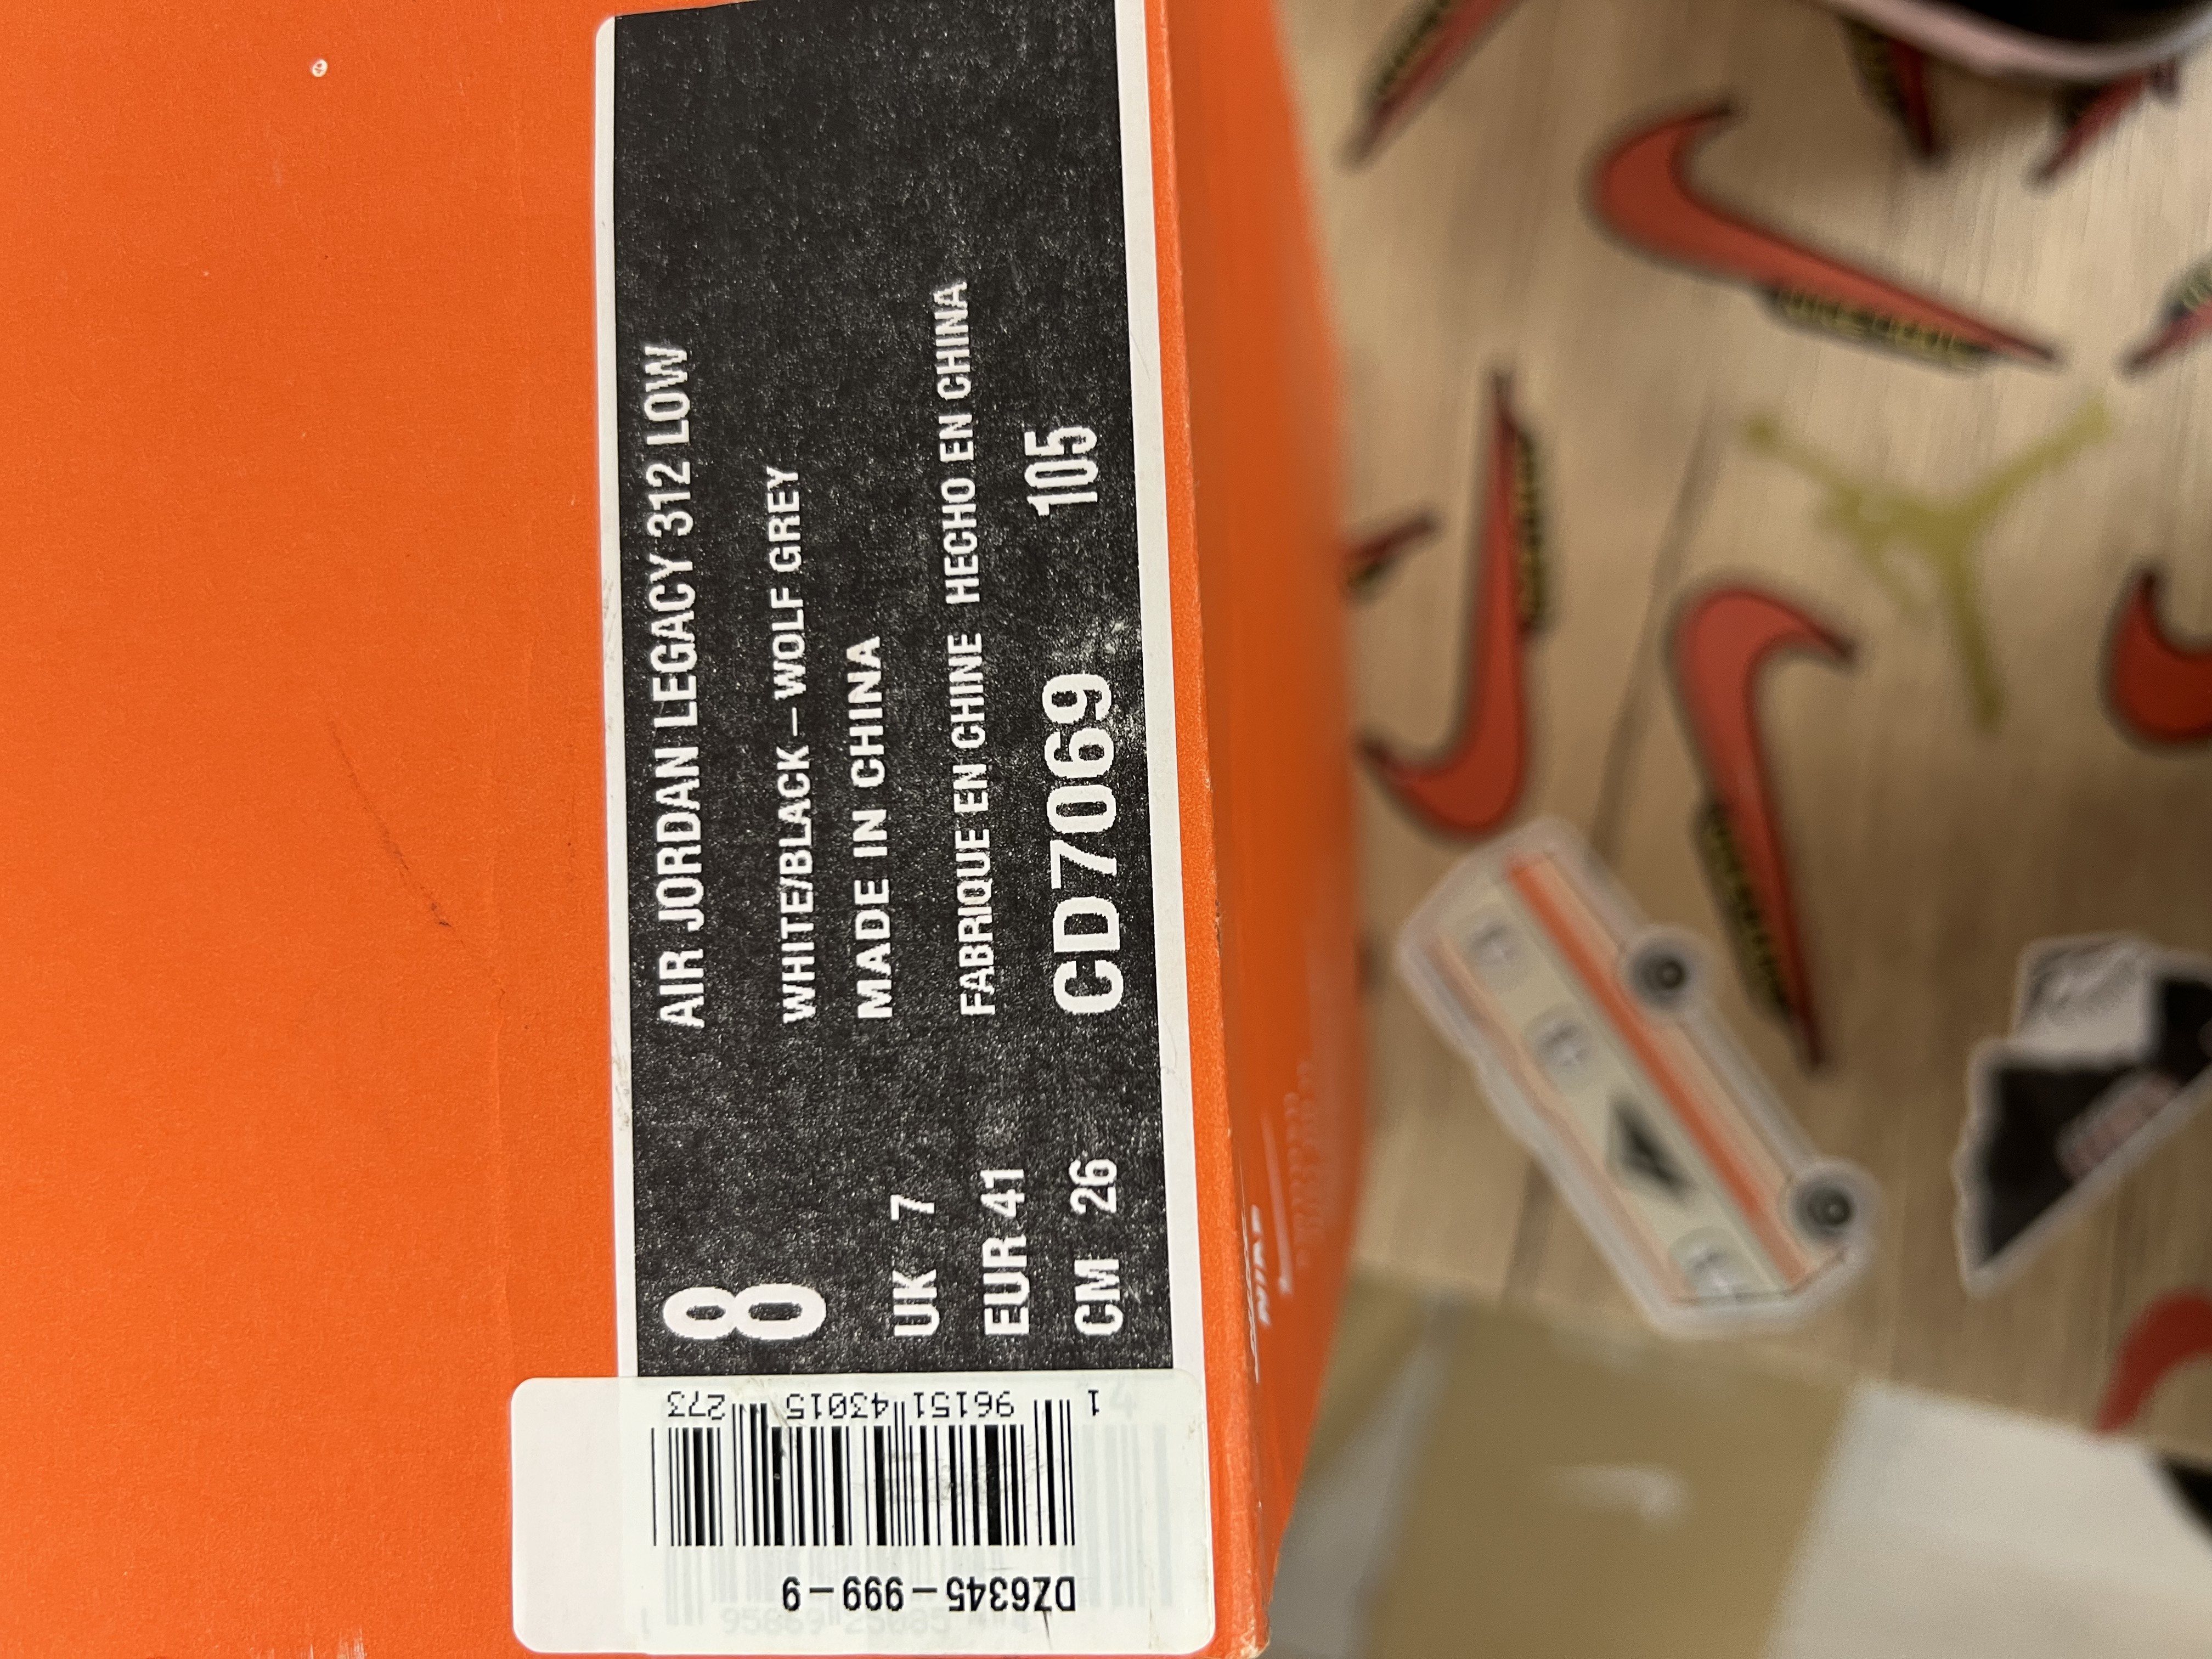 DZ6345-999-9
1 96151 43015 273
8
AIR JORDAN LEGACY 312 LOW
WHITE/BLACK – WOLF GREY
MADE IN CHINA
UK 7
FABRIQUE EN CHINE HECHO EN CHINA
EUR 41
CD7069 105
CM 26
NIKE